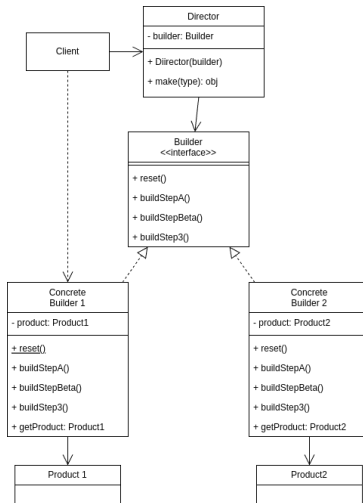 Director
- builder: Builder
+ Diirector(builder)
+ make(type): obj
Client
Builder
<<interface>>
+ reset()
+ buildStepA()
+ buildStepBeta()
+ buildStep3()
Concrete
Builder 1
- product: Product1
+ reset()
+ buildStepA()
+ buildStepBeta()
+ buildStep3()
+ getProduct: Product1
Concrete
Builder 2
- product: Product2
+ reset()
+ buildStepA()
+ buildStepBeta()
+ buildStep3()
+ getProduct: Product2
Product 1
Product2